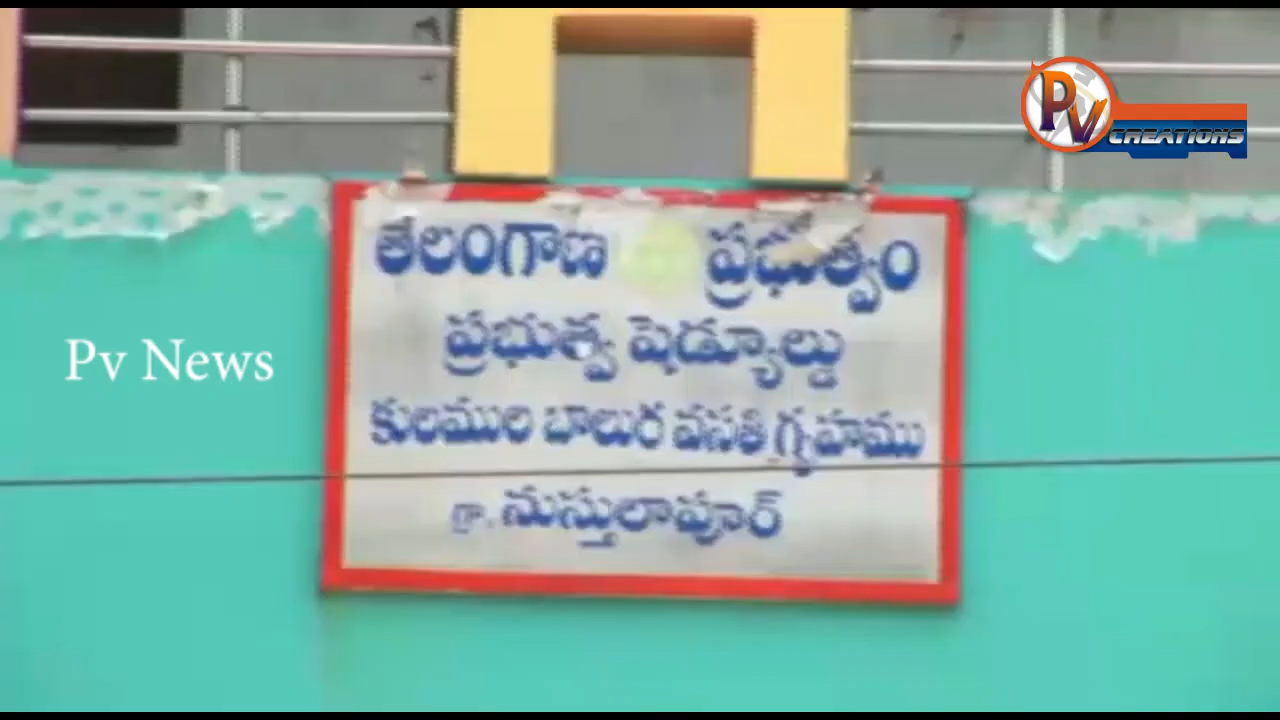 PV CREATIONS
తెలంగాణ ప్రభుత్వం
ప్రభుత్వ షెడ్యూల్డు
Pv News
కులముల బాలుర వసతి గృహము
గ్రా. నుస్తులాపూర్